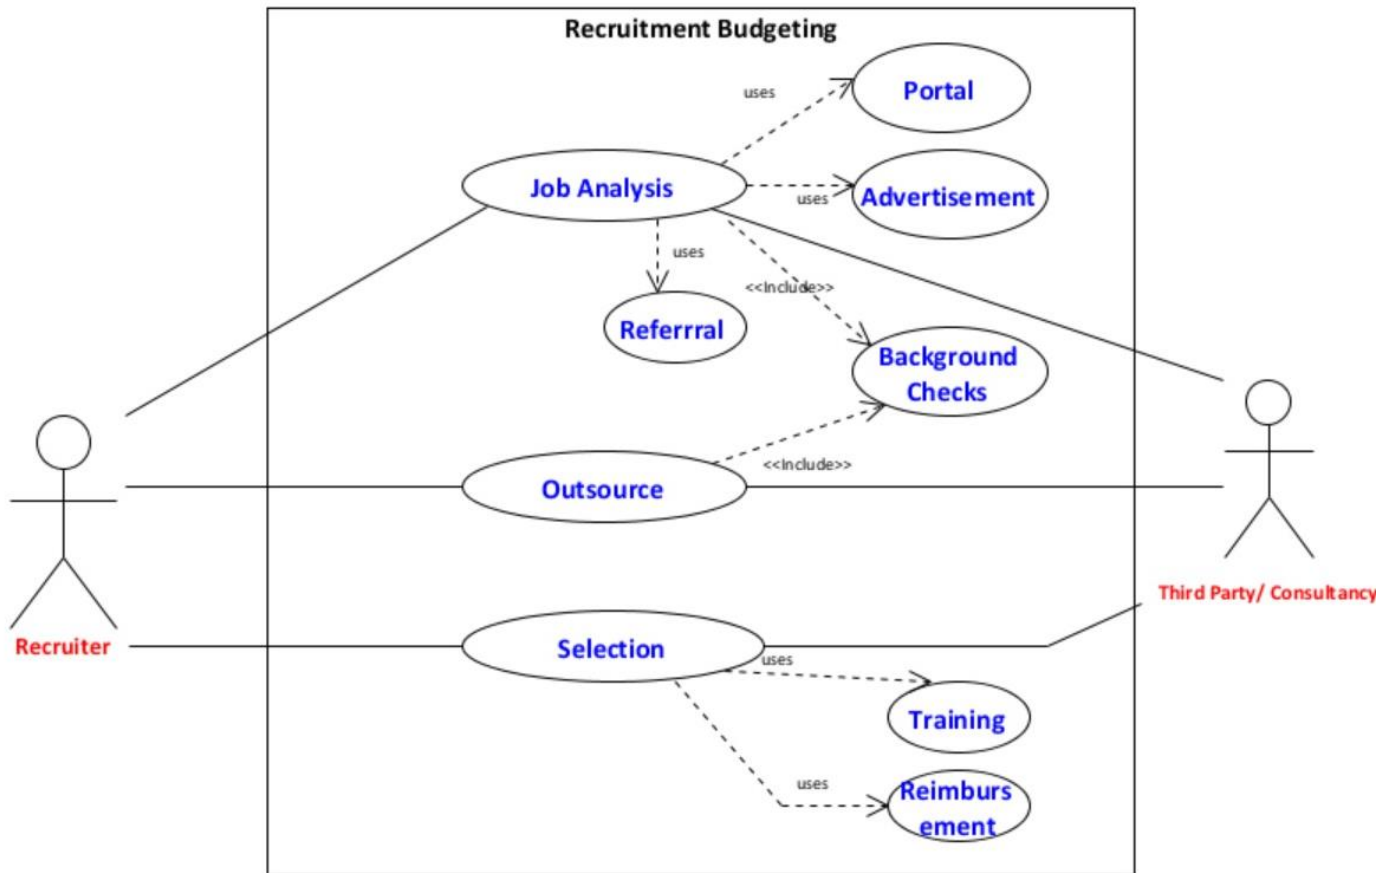 Recruitment Budgeting
uses
Portal
Job Analysis
uses
Advertisement
uses
<<Include>>
Referrral
Background
Checks
<<Include>>
Outsource
Third Party/ Consultancy
Recruiter
Selection
uses
Training
uses
Reimburs
ement